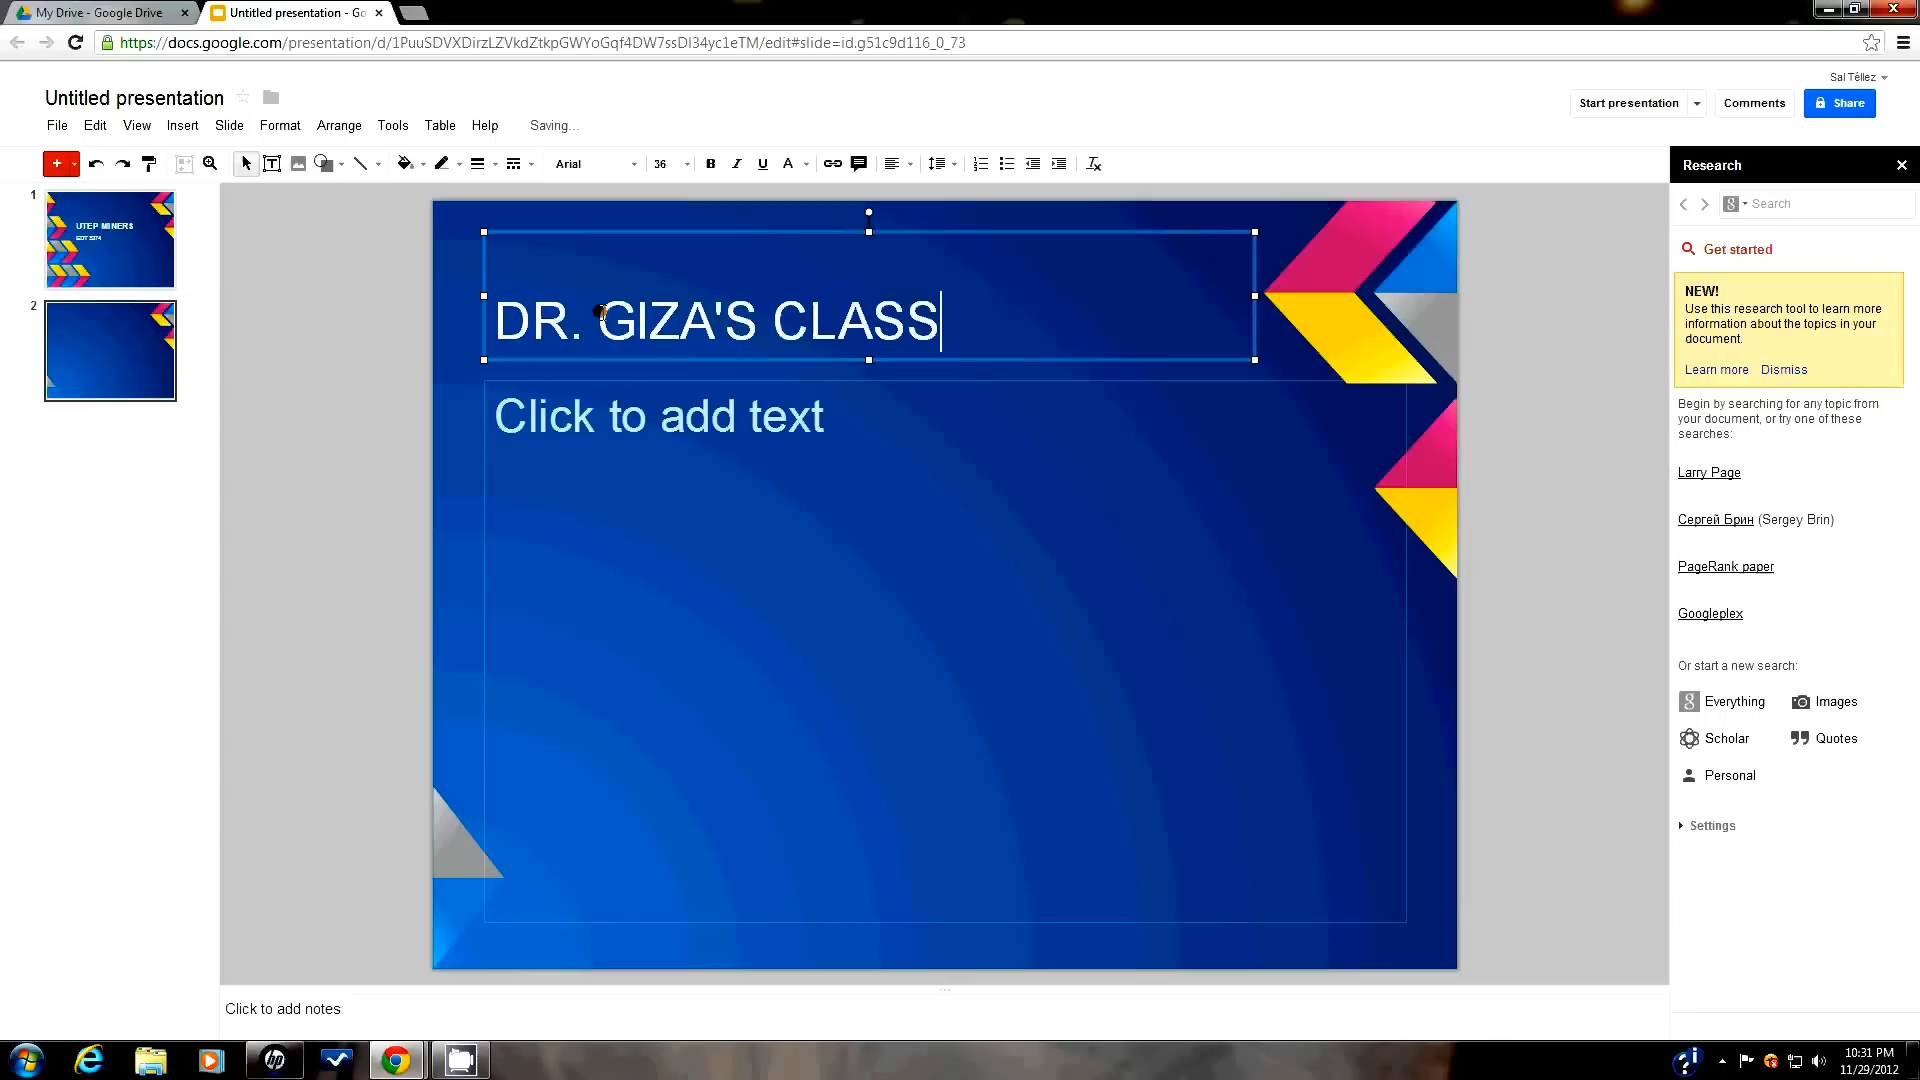 My Drive - Google Drive
Untitled presentation - Go
https://docs.google.com/presentation/d/1PuuSDVXDirzLZVkdZtkpGWYoGqf4DW7ssDl34yc1eTM/edit#slide=id.g51c9d116_0_73
Sal Téllez
Untitled presentation
Start presentation
Comments
Share
File Edit View Insert Slide Format Arrange Tools Table Help Saving...
Arial 36 B I U A
Research
1
UTEP MINERS
2
DR. GIZA'S CLASS
Click to add text
Search
Get started
NEW!
Use this research tool to learn more
information about the topics in your
document.
Learn more Dismiss
Begin by searching for any topic from
your document, or try one of these
searches:
Larry Page
Сергей Брин (Sergey Brin)
PageRank paper
Googleplex
Or start a new search:
Everything Images
Scholar Quotes
Personal
Settings
Click to add notes
10:31 PM
11/29/2012